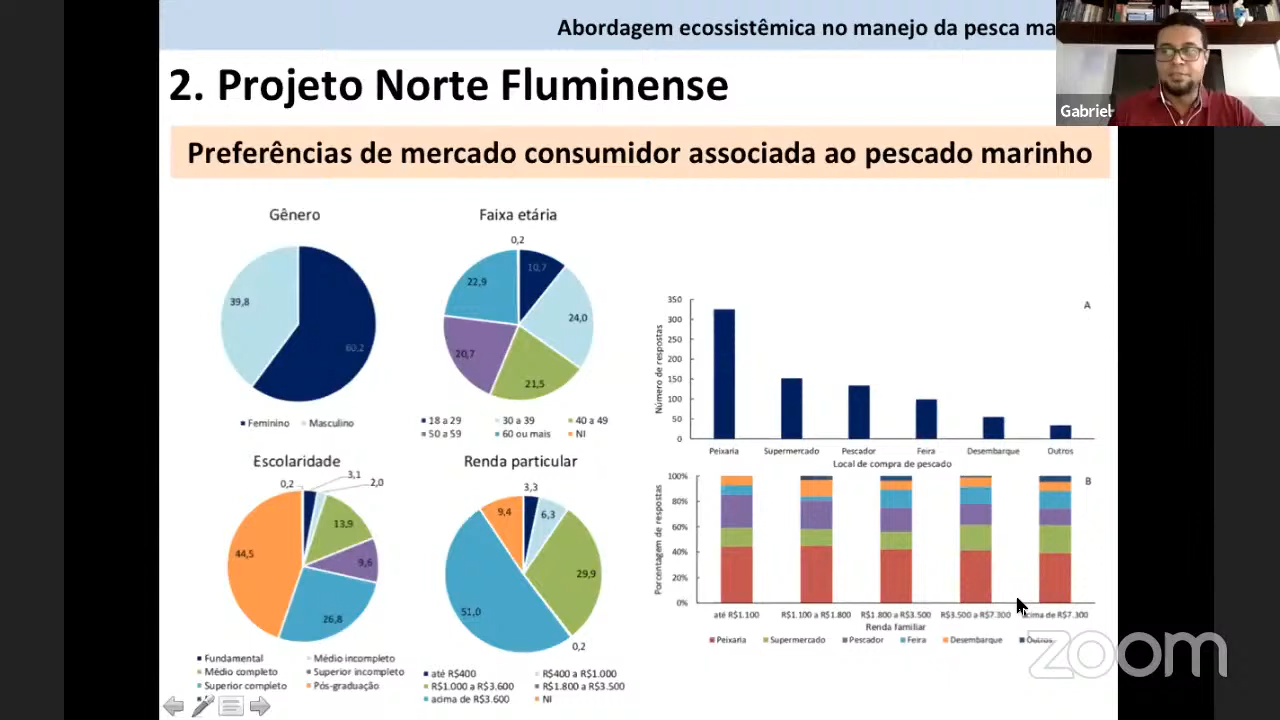 Abordagem ecossistêmica no manejo da pesca ma
Gabriel
2. Projeto Norte Fluminense
Preferências de mercado consumidor associada ao pescado marinho
Gênero
39,8
60,2
Feminino Masculino
Faixa etária
0,2
10,7
22,9
24,0
20,7
21,5
18 a 29 30 a 39 40 a 49
50 a 59 60 ou mais NI
Escolaridade
0,2
3,1
2,0
13,9
44,5
9,6
26,8
Fundamental Médio incompleto
Médio completo Superior incompleto
Superior completo Pós-graduação
Renda particular
3,3
9,4
6,3
29,9
51,0
0,2
até R$400 R$400 a R$1.000
R$1.000 a R$3.600 R$1.800 a R$3.500
acima de R$3.600 NI
A
Número de respostas
350
300
250
200
150
100
50
0
Peixaria Supermercado Pescador Feira Desembarque Outros
Local de compra de pescado
B
Porcentagem de respostas
100%
80%
60%
40%
20%
0%
até R$1.100 R$1.100 a R$1.800 R$1.800 a R$3.500 R$3.500 a R$7.300 acima de R$7.300
Renda familiar
Peixaria Supermercado Pescador Feira Desembarque Outros
zoom